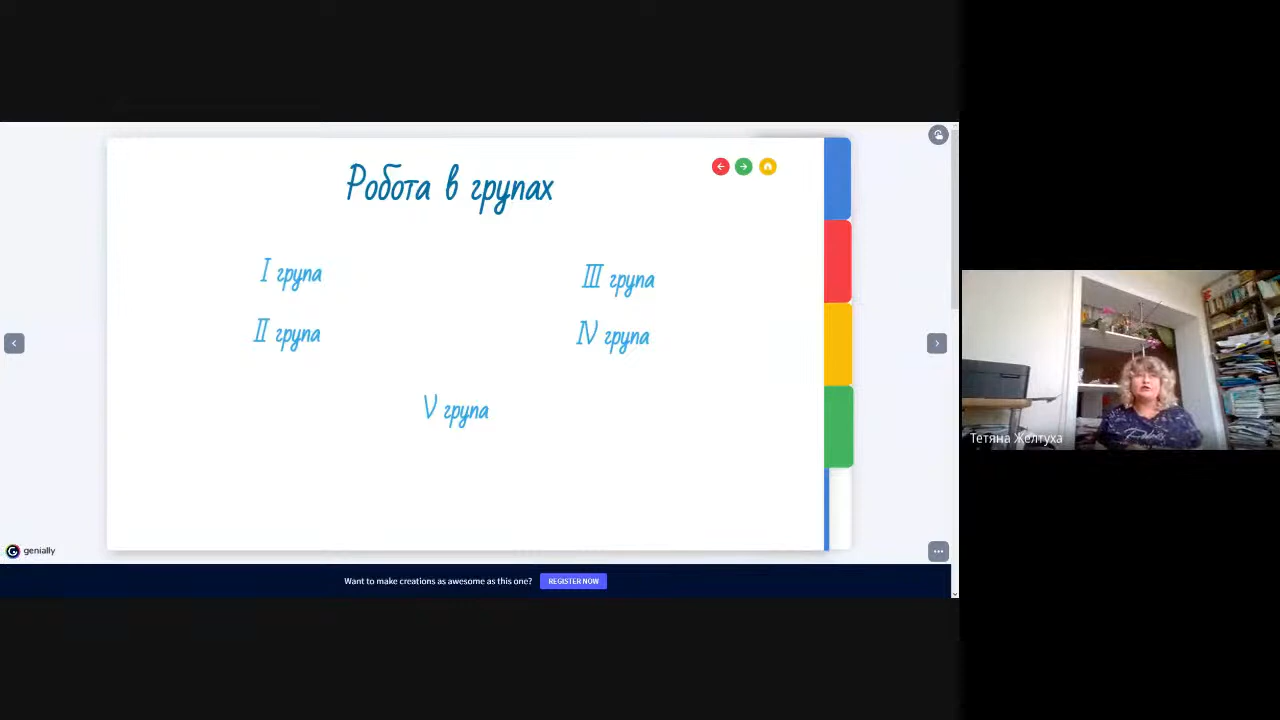 Робота в групах
I група
III група
II група
IV група
V група
Тетяна Желтуха
genially
Want to make creations as awesome as this one?
REGISTER NOW